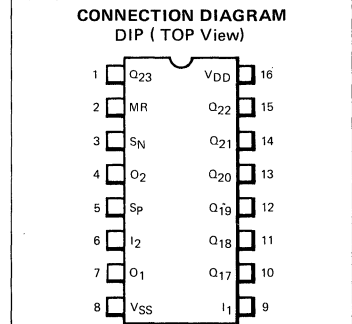 CONNECTION DIAGRAM
DIP ( TOP View)
1 Q23 VDD 16
2 MR Q22 15
3 SN Q21 14
4 O2 Q20 13
5 SP Q19 12
6 I2 Q18 11
7 O1 Q17 10
8 VSS I1 9